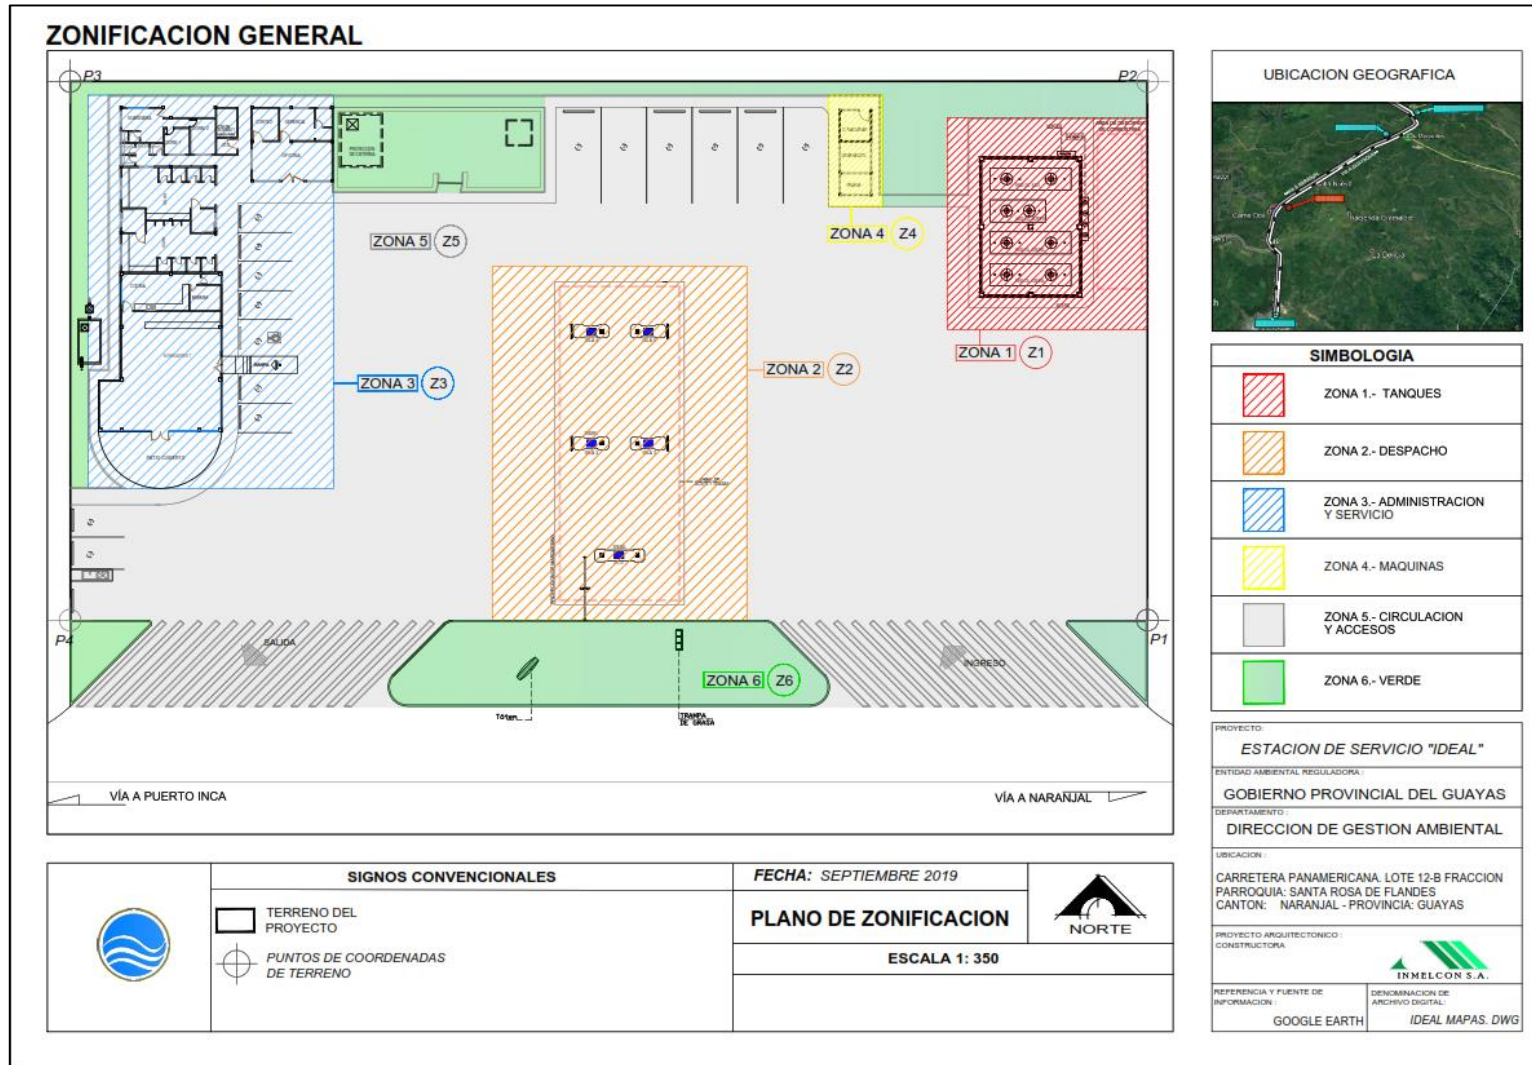 ZONIFICACION GENERAL
P3
P2
ZONA 5 Z5
ZONA 4 Z4
ZONA 1 Z1
ZONA 2 Z2
ZONA 3 Z3
P4
P1
SALIDA
INGRESO
ZONA 6 Z6
TRAMPA
DE GRASA
VÍA A PUERTO INCA
VÍA A NARANJAL
UBICACION GEOGRAFICA
SIMBOLOGIA
ZONA 1.- TANQUES
ZONA 2.- DESPACHO
ZONA 3.- ADMINISTRACION
Y SERVICIO
ZONA 4.- MAQUINAS
ZONA 5.- CIRCULACION
Y ACCESOS
ZONA 6.- VERDE
PROYECTO:
ESTACION DE SERVICIO "IDEAL"
ENTIDAD AMBIENTAL REGULADORA :
GOBIERNO PROVINCIAL DEL GUAYAS
DEPARTAMENTO :
DIRECCION DE GESTION AMBIENTAL
UBICACION :
CARRETERA PANAMERICANA. LOTE 12-B FRACCION
PARROQUIA: SANTA ROSA DE FLANDES
CANTON: NARANJAL - PROVINCIA: GUAYAS
PROYECTO ARQUITECTONICO :
CONSTRUCTORA
INMELCON S.A.
REFERENCIA Y FUENTE DE
INFORMACION :
GOOGLE EARTH
DENOMINACION DE
ARCHIVO DIGITAL:
IDEAL MAPAS. DWG
SIGNOS CONVENCIONALES
TERRENO DEL
PROYECTO
PUNTOS DE COORDENADAS
DE TERRENO
FECHA: SEPTIEMBRE 2019
PLANO DE ZONIFICACION
ESCALA 1: 350
NORTE